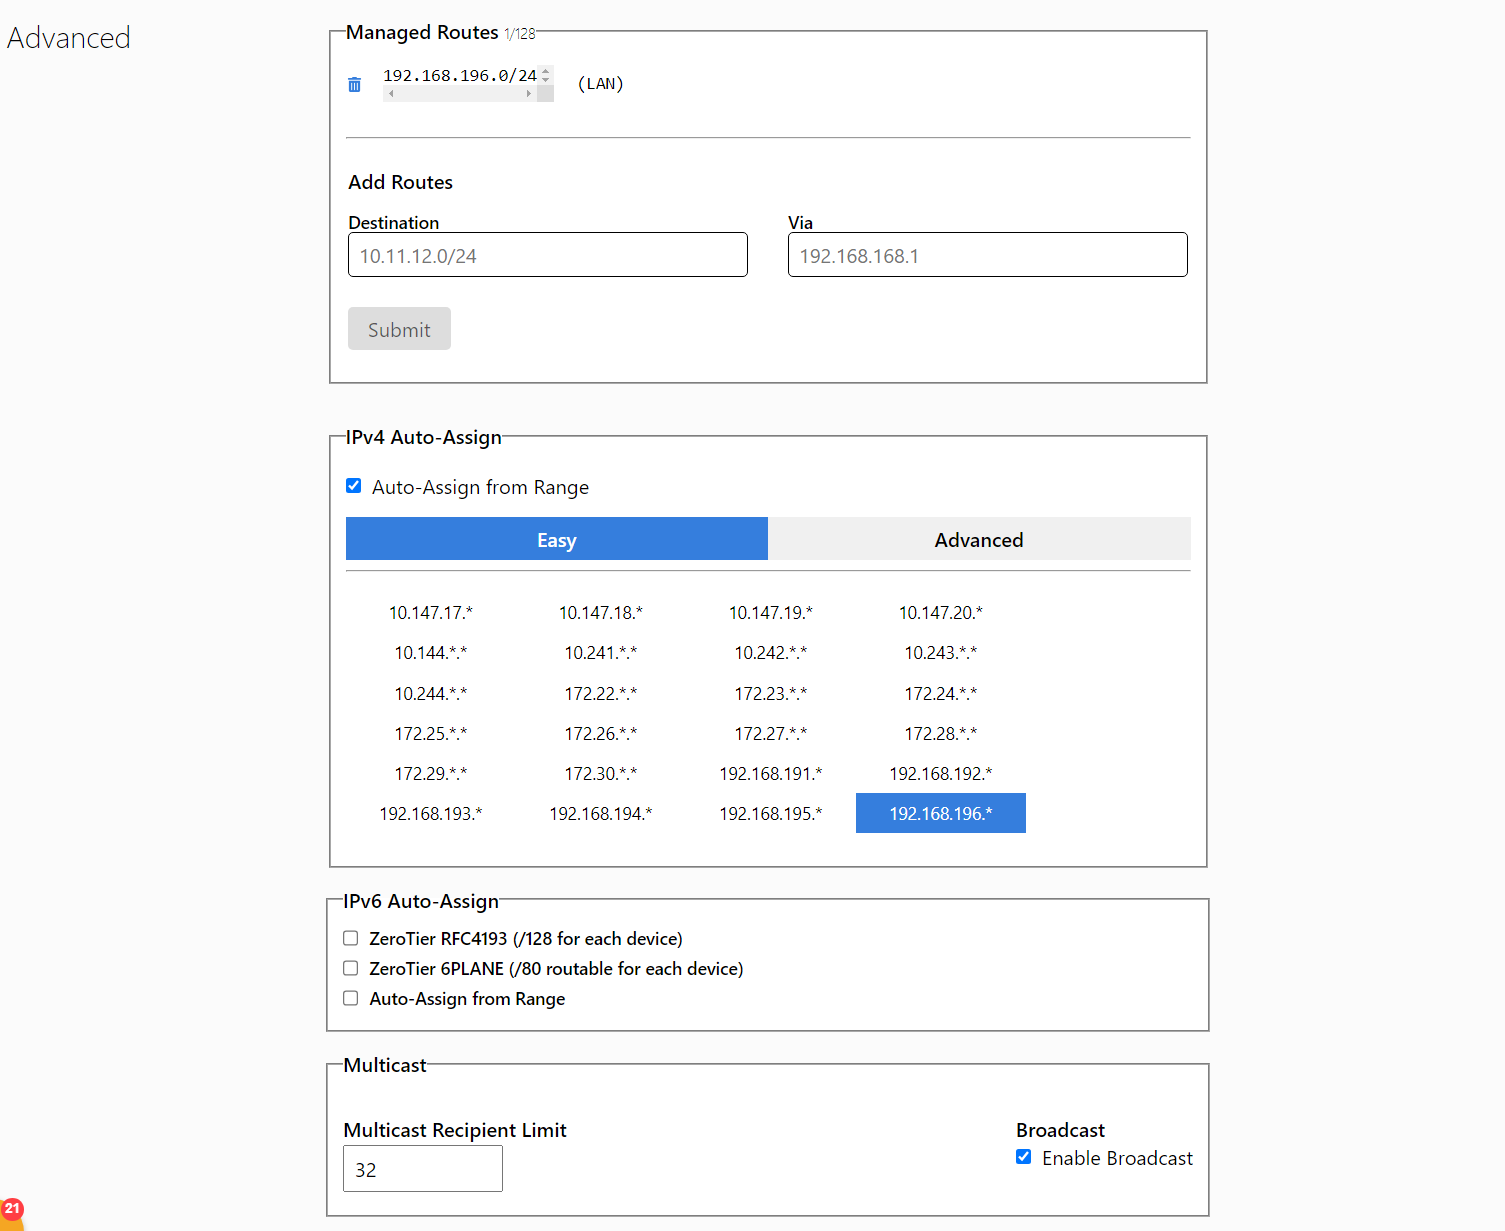 Advanced
Managed Routes 1/128
192.168.196.0/24 (LAN)
Add Routes
Destination Via
10.11.12.0/24 192.168.168.1
Submit
IPv4 Auto-Assign
Auto-Assign from Range
Easy Advanced
10.147.17.* 10.147.18.* 10.147.19.* 10.147.20.*
10.144.*.* 10.241.*.* 10.242.*.* 10.243.*.*
10.244.*.* 172.22.*.* 172.23.*.* 172.24.*.*
172.25.*.* 172.26.*.* 172.27.*.* 172.28.*.*
172.29.*.* 172.30.*.* 192.168.191.* 192.168.192.*
192.168.193.* 192.168.194.* 192.168.195.* 192.168.196.*
IPv6 Auto-Assign
ZeroTier RFC4193 (/128 for each device)
ZeroTier 6PLANE (/80 routable for each device)
Auto-Assign from Range
Multicast
Multicast Recipient Limit Broadcast
32 Enable Broadcast
21